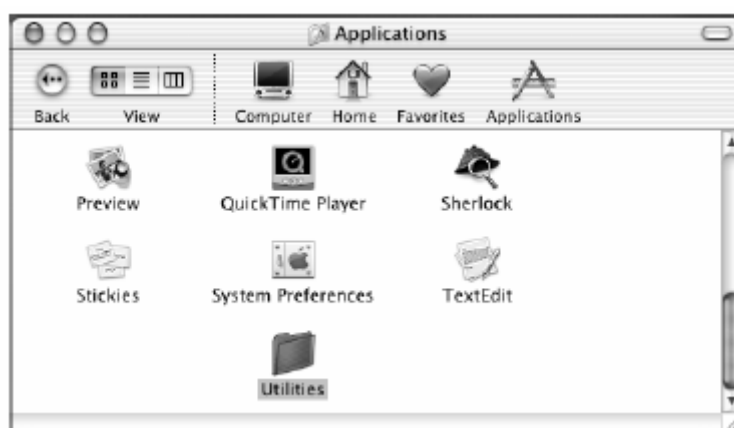 Applications
Back View Computer Home Favorites Applications
Preview QuickTime Player Sherlock
Stickies System Preferences TextEdit
Utilities